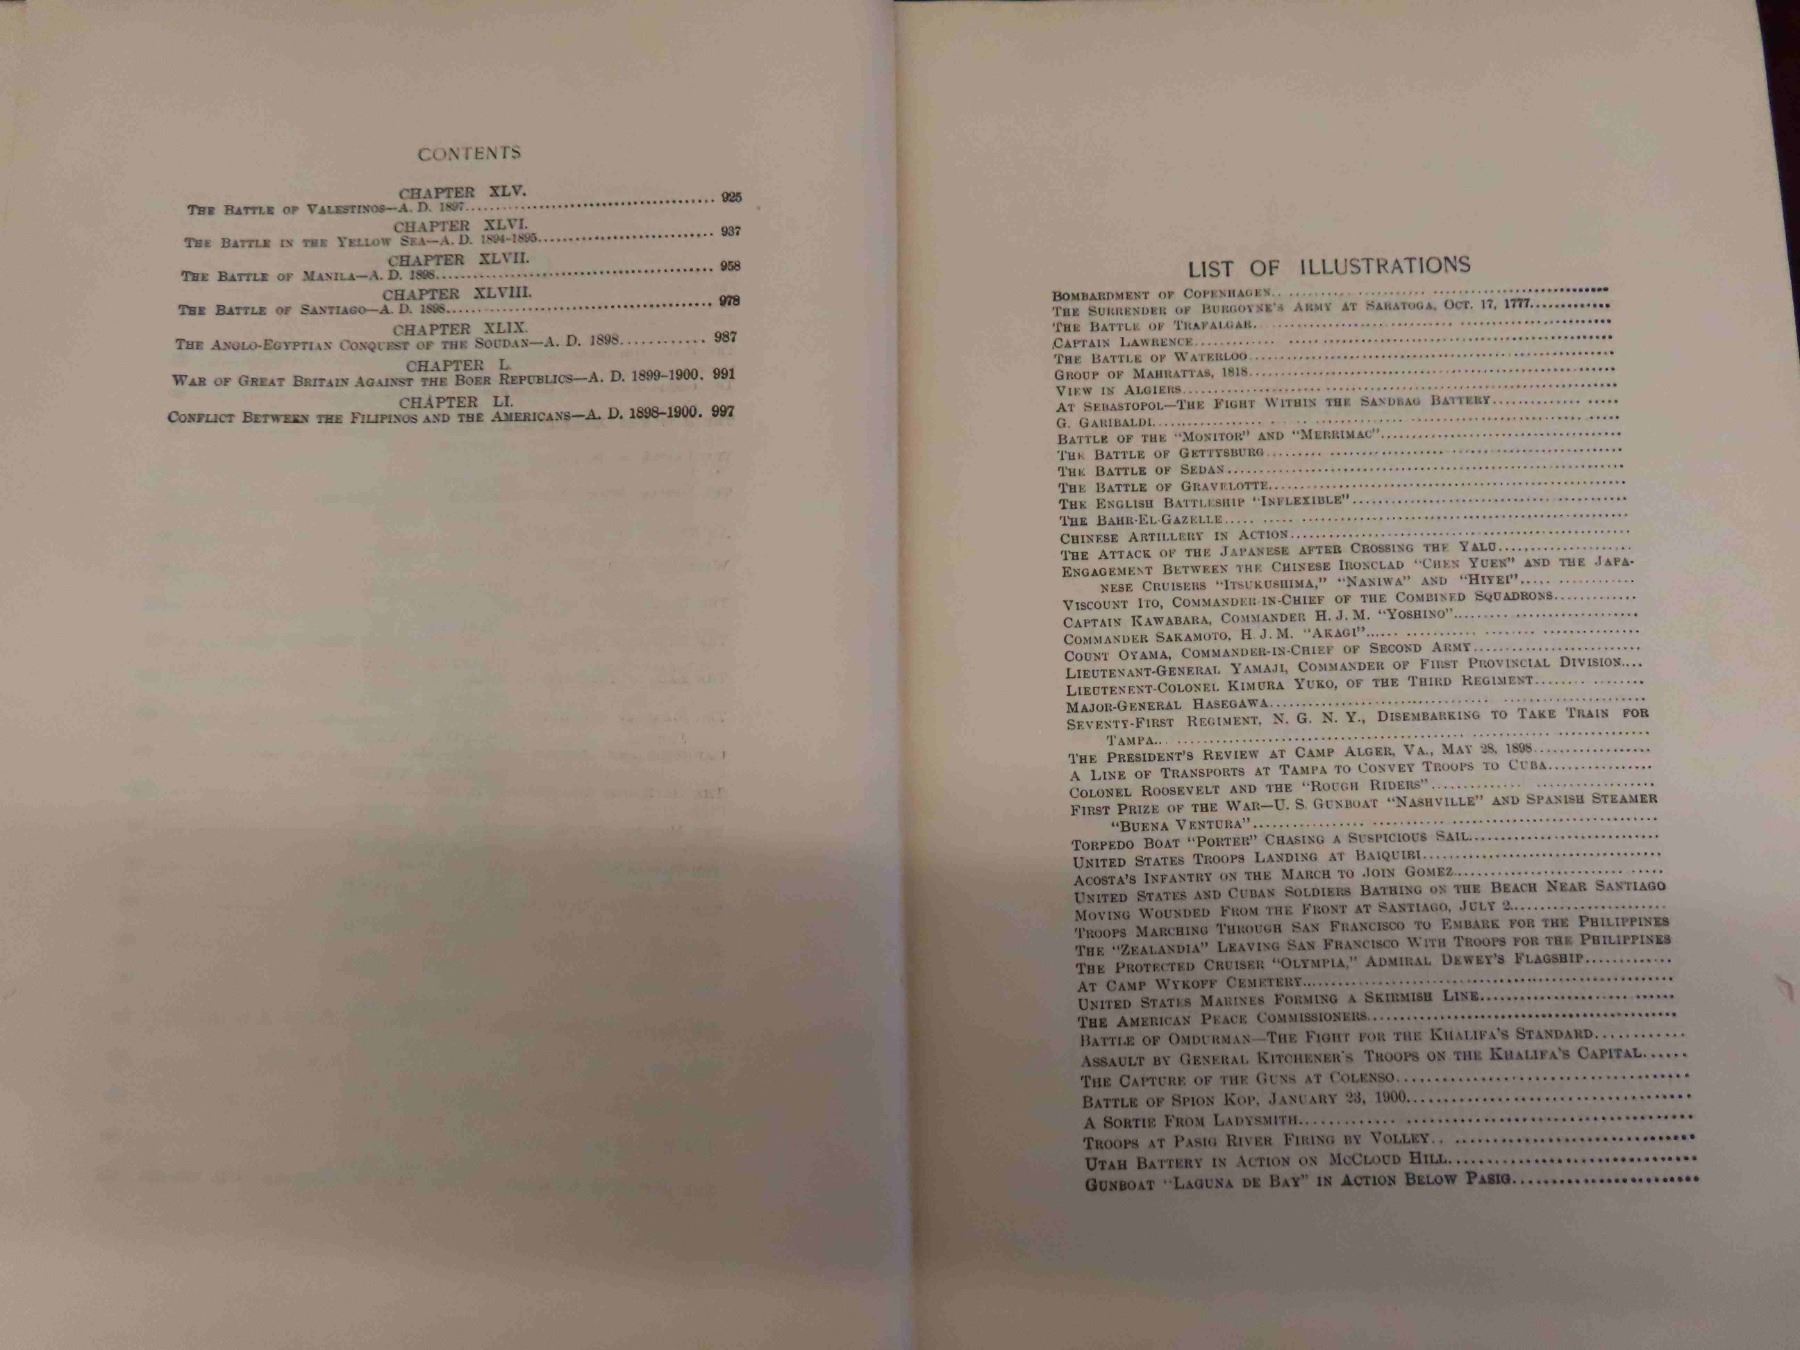 CONTENTS
CHAPTER XLV.
THE BATTLE OF VALESTINOS—A. D. 1897.......................................... 925
CHAPTER XLVI.
THE BATTLE IN THE YELLOW SEA—A. D. 1894-1895............................. 937
CHAPTER XLVII.
THE BATTLE OF MANILA—A. D. 1898............................................. 958
CHAPTER XLVIII.
THE BATTLE OF SANTIAGO—A. D. 1898........................................... 978
CHAPTER XLIX.
THE ANGLO-EGYPTIAN CONQUEST OF THE SOUDAN—A. D. 1898............ 987
CHAPTER L.
WAR OF GREAT BRITAIN AGAINST THE BOER REPUBLICS—A. D. 1899-1900. 991
CHAPTER LI.
CONFLICT BETWEEN THE FILIPINOS AND THE AMERICANS—A. D. 1898-1900. 997
LIST OF ILLUSTRATIONS
BOMBARDMENT OF COPENHAGEN..................................................
THE SURRENDER OF BURGOYNE'S ARMY AT SARATOGA, OCT. 17, 1777............
THE BATTLE OF TRAFALGAR....................................................
CAPTAIN LAWRENCE...........................................................
THE BATTLE OF WATERLOO.....................................................
GROUP OF MAHRATTAS, 1818...................................................
VIEW IN ALGIERS............................................................
AT SEBASTOPOL—THE FIGHT WITHIN THE SANDBAG BATTERY..................
G. GARIBALDI...............................................................
BATTLE OF THE "MONITOR" AND "MERRIMAC"....................................
THE BATTLE OF GETTYSBURG...................................................
THE BATTLE OF SEDAN........................................................
THE BATTLE OF GRAVELOTTE...................................................
THE ENGLISH BATTLESHIP "INFLEXIBLE"........................................
THE BAHR-EL-GAZELLE........................................................
CHINESE ARTILLERY IN ACTION................................................
THE ATTACK OF THE JAPANESE AFTER CROSSING THE YALU....................
ENGAGEMENT BETWEEN THE CHINESE IRONCLAD "CHEN YUEN" AND THE JAPA-
NESE CRUISERS "ITSUKUSHIMA," "NANIWA" AND "HIYEI".................
VISCOUNT ITO, COMMANDER-IN-CHIEF OF THE COMBINED SQUADRONS............
CAPTAIN KAWABARA, COMMANDER H. J. M. "YOSHINO"...........................
COMMANDER SAKAMOTO, H. J. M. "AKAGI"......................................
COUNT OYAMA, COMMANDER-IN-CHIEF OF SECOND ARMY.........................
LIEUTENANT-GENERAL YAMAJI, COMMANDER OF FIRST PROVINCIAL DIVISION....
LIEUTENENT-COLONEL KIMURA YUKO, OF THE THIRD REGIMENT................
MAJOR-GENERAL HASEGAWA.....................................................
SEVENTY-FIRST REGIMENT, N. G. N. Y., DISEMBARKING TO TAKE TRAIN FOR
TAMPA..................................................................
THE PRESIDENT'S REVIEW AT CAMP ALGER, VA., MAY 28, 1898.................
A LINE OF TRANSPORTS AT TAMPA TO CONVEY TROOPS TO CUBA................
COLONEL ROOSEVELT AND THE "ROUGH RIDERS"..................................
FIRST PRIZE OF THE WAR—U. S. GUNBOAT "NASHVILLE" AND SPANISH STEAMER
"BUENA VENTURA".......................................................
TORPEDO BOAT "PORTER" CHASING A SUSPICIOUS SAIL.........................
UNITED STATES TROOPS LANDING AT BAIQUIRI..................................
ACOSTA'S INFANTRY ON THE MARCH TO JOIN GOMEZ............................
UNITED STATES AND CUBAN SOLDIERS BATHING ON THE BEACH NEAR SANTIAGO
MOVING WOUNDED FROM THE FRONT AT SANTIAGO, JULY 2......................
TROOPS MARCHING THROUGH SAN FRANCISCO TO EMBARK FOR THE PHILIPPINES
THE "ZEALANDIA" LEAVING SAN FRANCISCO WITH TROOPS FOR THE PHILIPPINES
THE PROTECTED CRUISER "OLYMPIA," ADMIRAL DEWEY'S FLAGSHIP............
AT CAMP WYKOFF CEMETERY...................................................
UNITED STATES MARINES FORMING A SKIRMISH LINE...........................
THE AMERICAN PEACE COMMISSIONERS..........................................
BATTLE OF OMDURMAN—THE FIGHT FOR THE KHALIFA'S STANDARD............
ASSAULT BY GENERAL KITCHENER'S TROOPS ON THE KHALIFA'S CAPITAL......
THE CAPTURE OF THE GUNS AT COLENSO.......................................
BATTLE OF SPION KOP, JANUARY 23, 1900.....................................
A SORTIE FROM LADYSMITH...................................................
TROOPS AT PASIG RIVER FIRING BY VOLLEY...................................
UTAH BATTERY IN ACTION ON MCCLOUD HILL..................................
GUNBOAT "LAGUNA DE BAY" IN ACTION BELOW PASIG..........................